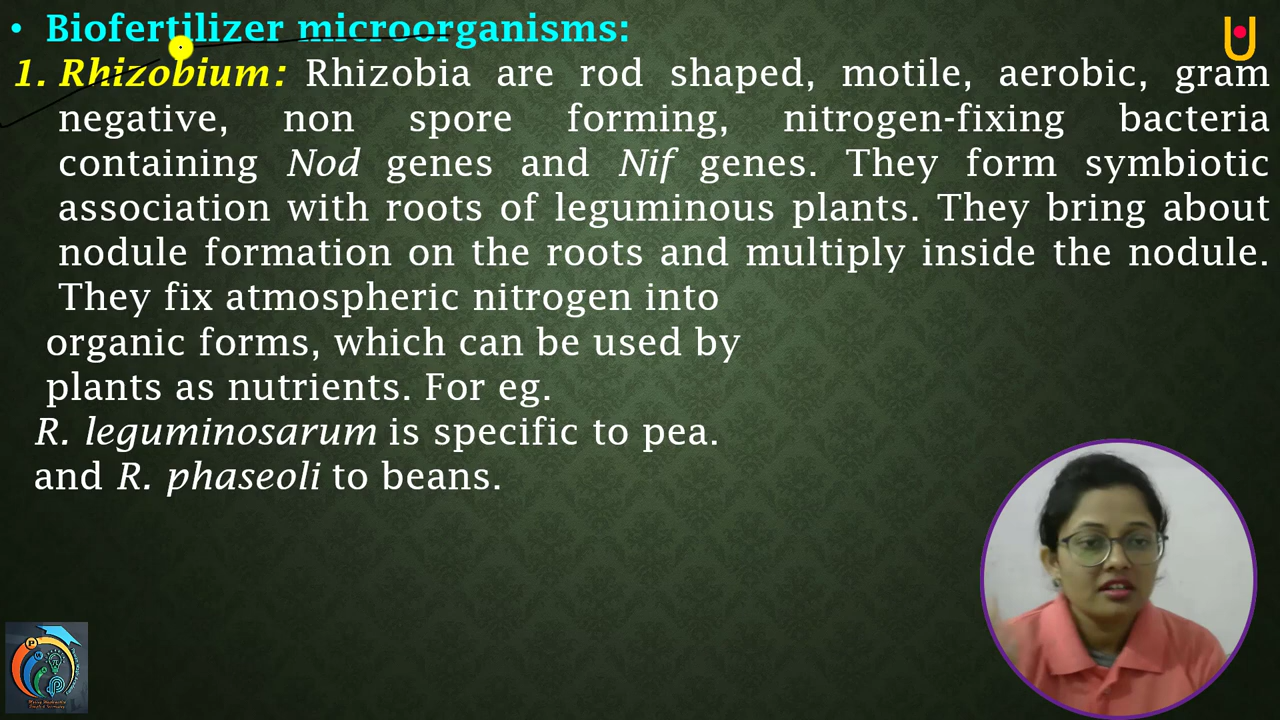 • Biofertilizer microorganisms:
1. Rhizobium: Rhizobia are rod shaped, motile, aerobic, gram
negative, non spore forming, nitrogen-fixing bacteria
containing Nod genes and Nif genes. They form symbiotic
association with roots of leguminous plants. They bring about
nodule formation on the roots and multiply inside the nodule.
They fix atmospheric nitrogen into
organic forms, which can be used by
plants as nutrients. For eg.
R. leguminosarum is specific to pea.
and R. phaseoli to beans.